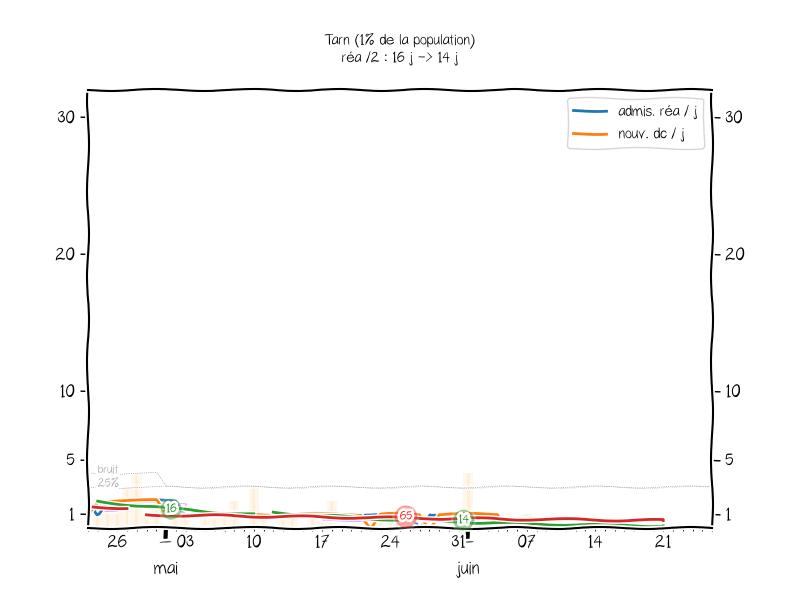 Tarn (1% de la population)
réa /2 : 16 j -> 14 j
admis. réa / j
nouv. dc / j
30 30
20 20
10 10
5 5
bruit
25%
1 1
16
65
14
26 03 10 17 24 31 07 14 21
mai juin